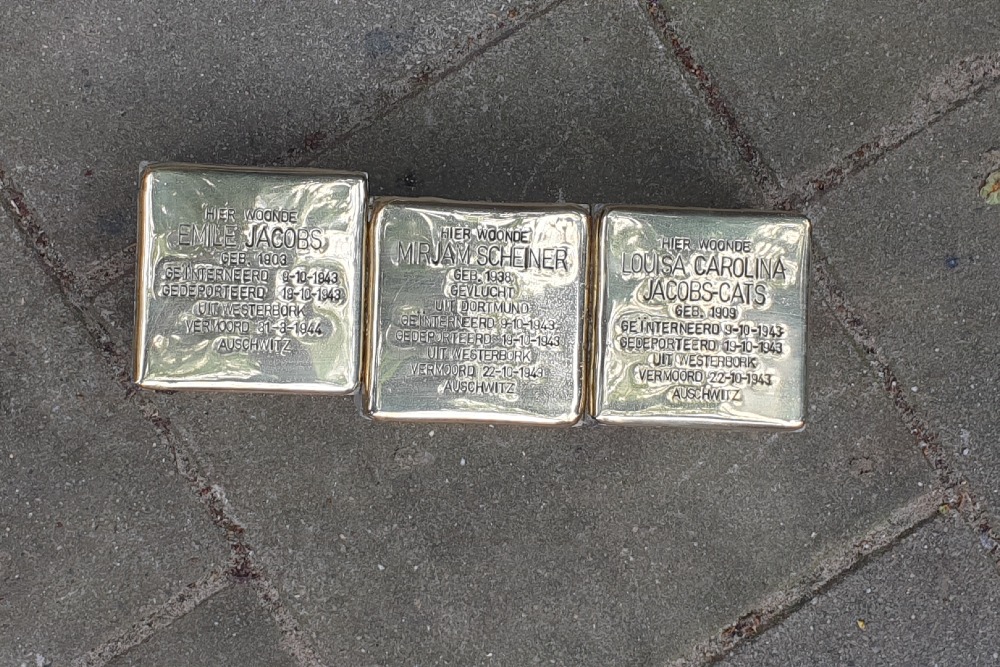 HIER WOONDE
EMILE JACOBS
GEB. 1903
GEÏNTERNEERD 9-10-1943
GEDEPORTEERD 19-10-1943
UIT WESTERBORK
VERMOORD 31-3-1944
AUSCHWITZ
HIER WOONDE
MIRJAM SCHEINER
GEB. 1938
GEVLUCHT
UIT DORTMUND
GEÏNTERNEERD 9-10-1943
GEDEPORTEERD 19-10-1943
UIT WESTERBORK
VERMOORD 22-10-1943
AUSCHWITZ
HIER WOONDE
LOUISA CAROLINA
JACOBS-CATS
GEB. 1909
GEÏNTERNEERD 9-10-1943
GEDEPORTEERD 19-10-1943
UIT WESTERBORK
VERMOORD 22-10-1943
AUSCHWITZ